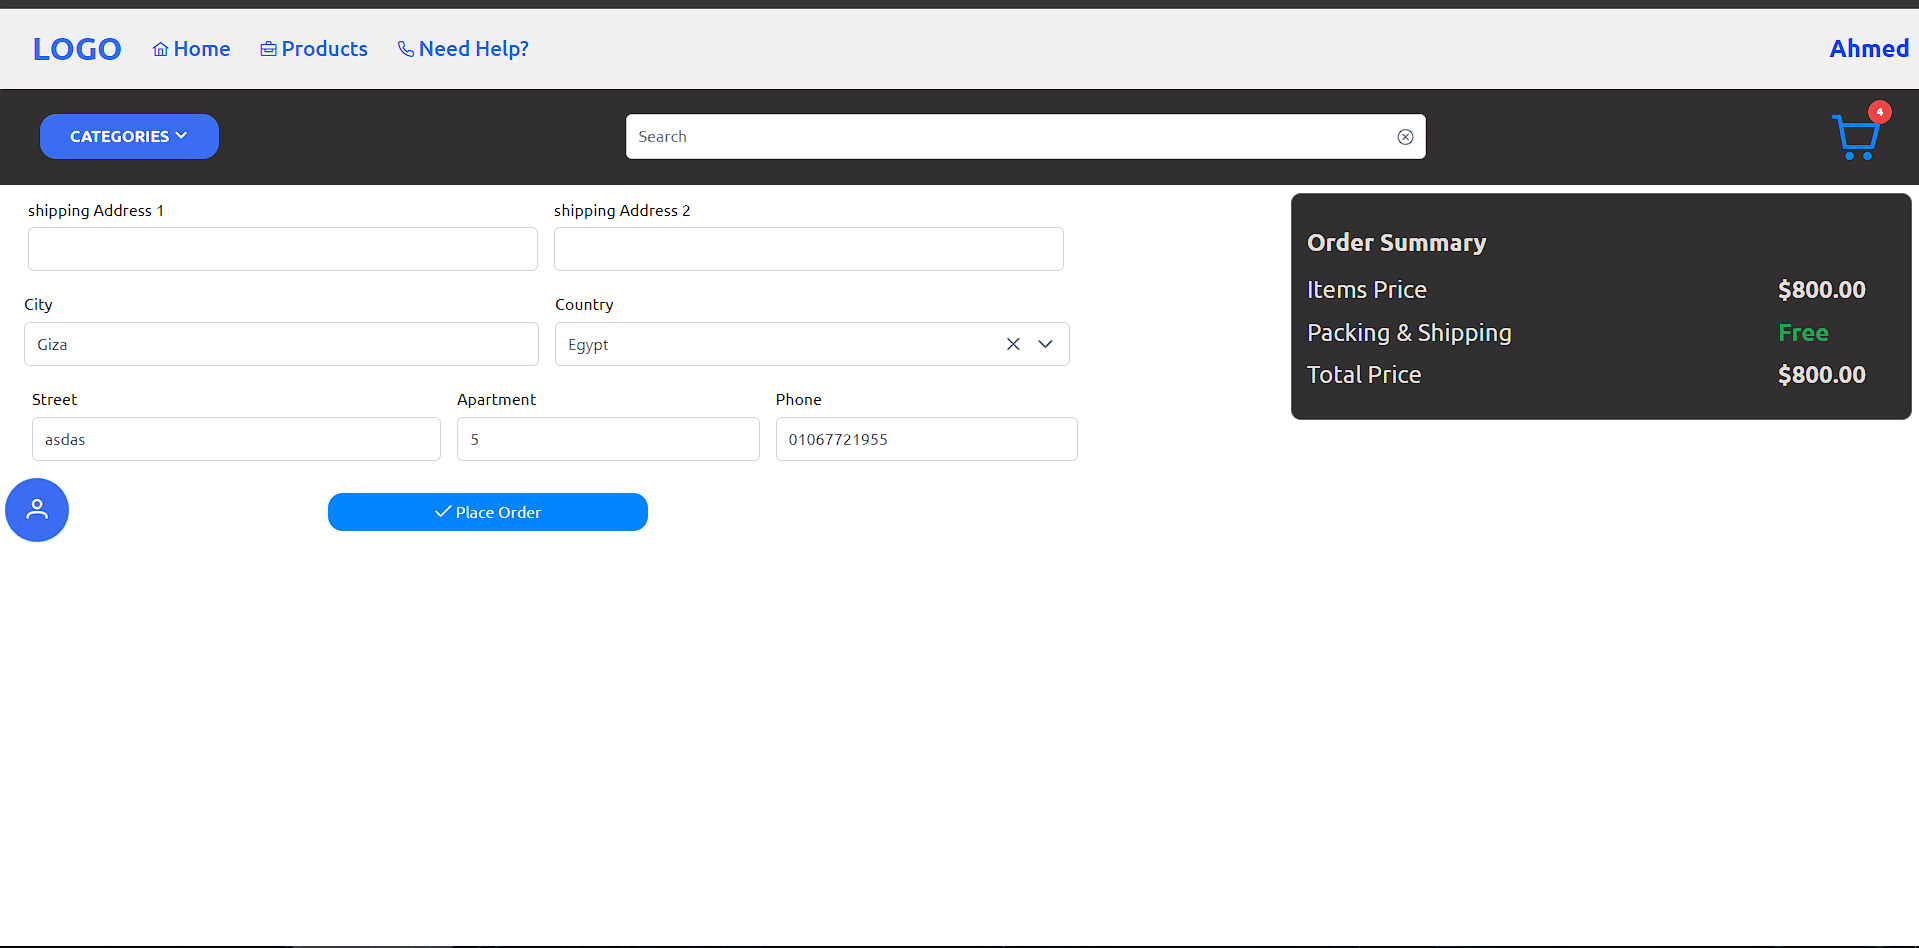 LOGO Home Products Need Help? Ahmed
CATEGORIES Search 4
shipping Address 1 shipping Address 2
City Country
Giza Egypt
Street Apartment Phone
asdas 5 01067721955
Place Order
Order Summary
Items Price $800.00
Packing & Shipping Free
Total Price $800.00